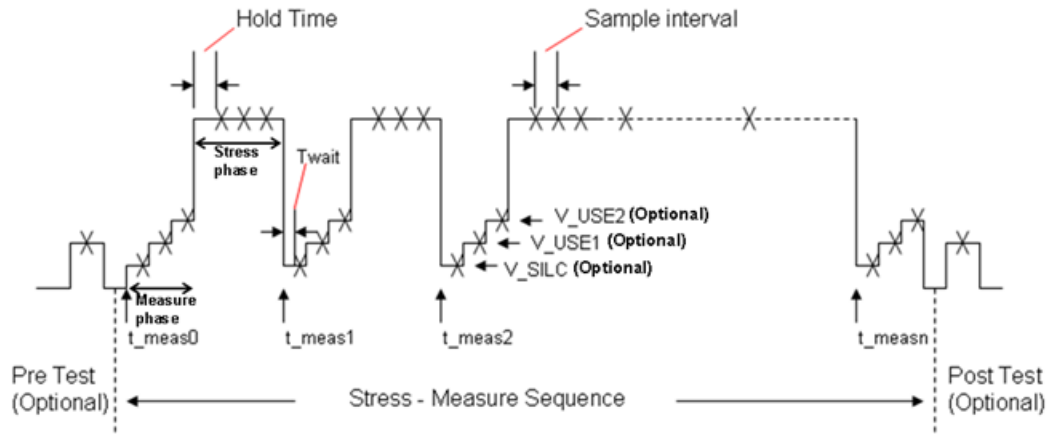 Hold Time
Sample interval
Stress
phase
Twait
V_USE2 (Optional)
V_USE1 (Optional)
V_SILC (Optional)
Measure
phase
t_meas0
t_meas1
t_meas2
t_measn
Pre Test
(Optional)
Stress - Measure Sequence
Post Test
(Optional)